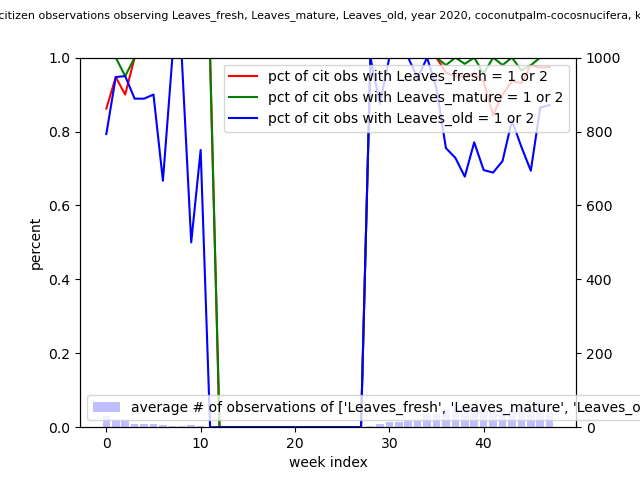 citizen observations observing Leaves_fresh, Leaves_mature, Leaves_old, year 2020, coconutpalm-cocosnucifera, k
pct of cit obs with Leaves_fresh = 1 or 2
pct of cit obs with Leaves_mature = 1 or 2
pct of cit obs with Leaves_old = 1 or 2
1.0
0.8
0.6
0.4
0.2
0.0
percent
1000
800
600
400
200
0
average # of observations of ['Leaves_fresh', 'Leaves_mature', 'Leaves_o
0 10 20 30 40
week index